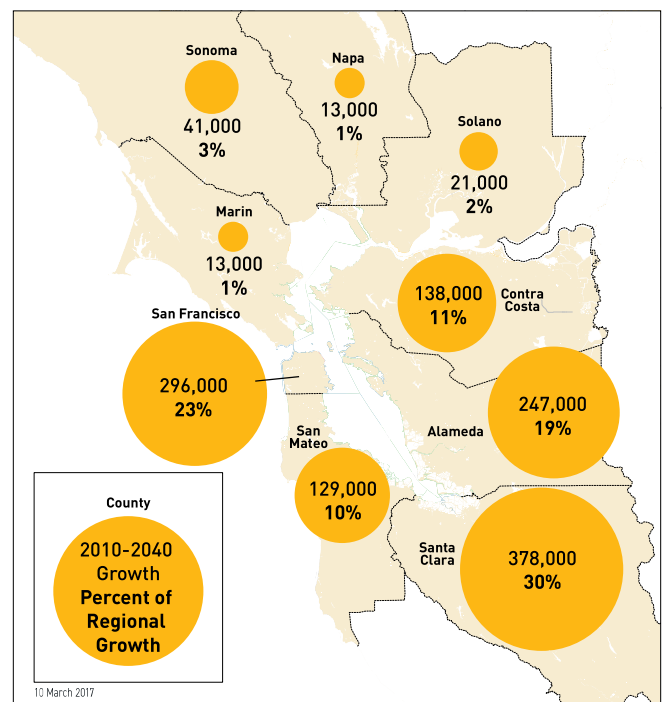 Sonoma
41,000
3%
Napa
13,000
1%
Solano
21,000
2%
Marin
13,000
1%
138,000
11%
Contra
Costa
San Francisco
296,000
23%
247,000
19%
Alameda
San
Mateo
129,000
10%
Santa
Clara
378,000
30%
County
2010-2040
Growth
Percent of
Regional
Growth
10 March 2017